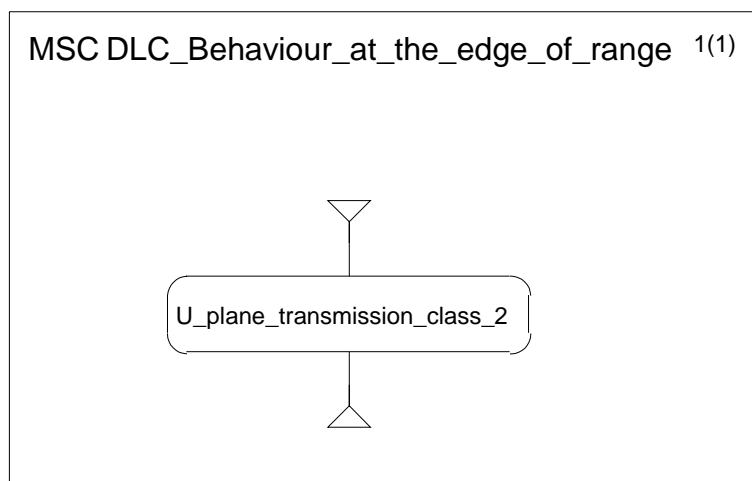 MSC DLC_Behaviour_at_the_edge_of_range 1(1)
U_plane_transmission_class_2